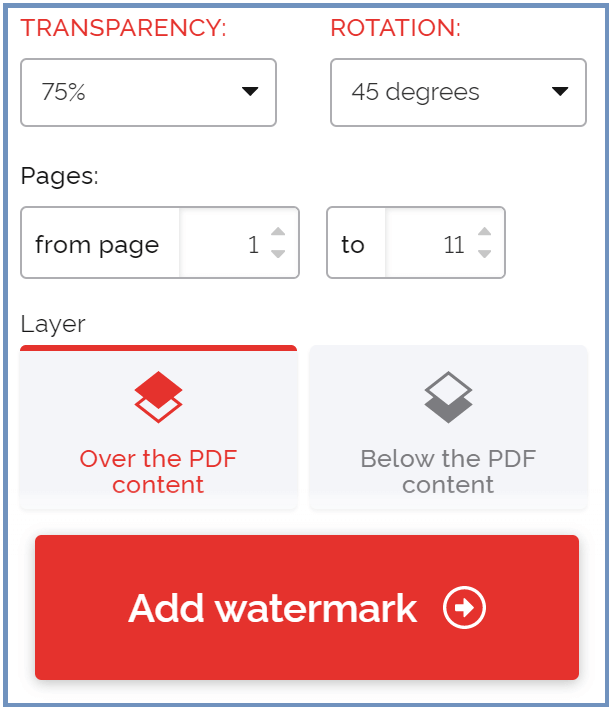 TRANSPARENCY: ROTATION:
75% 45 degrees
Pages:
from page 1 to 11
Layer
Over the PDF content
Below the PDF content
Add watermark